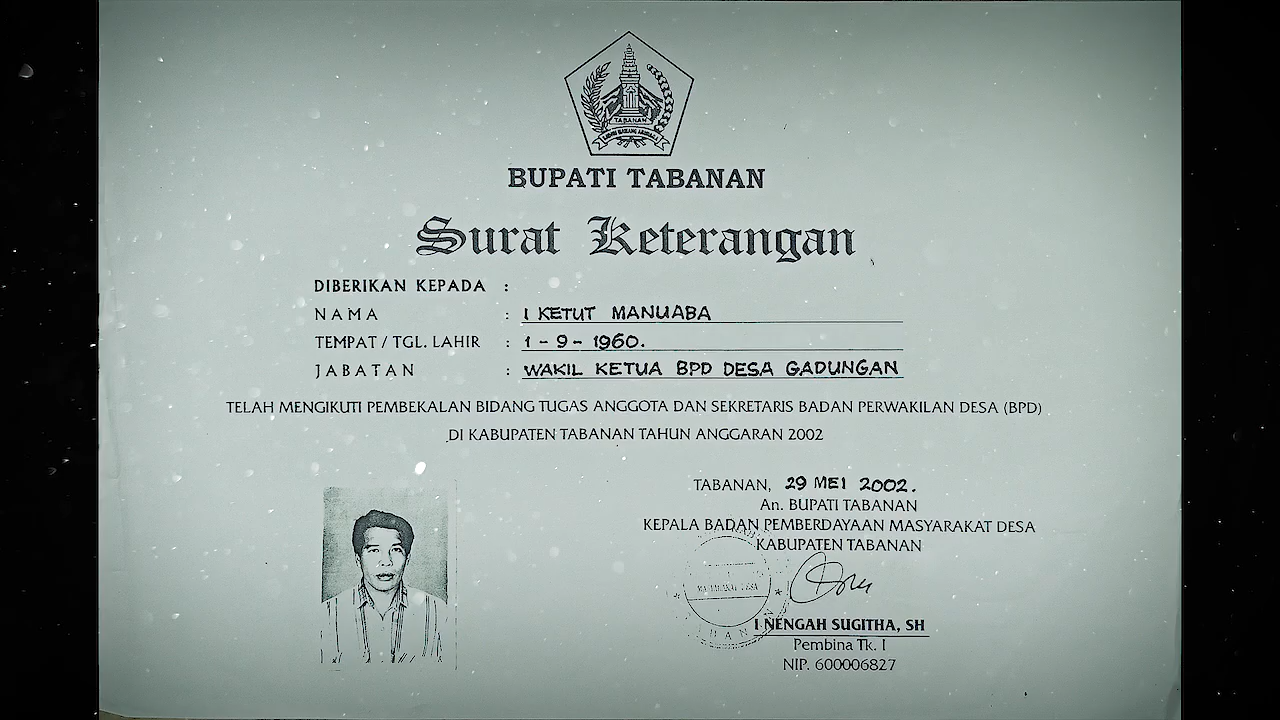 TABANAN
BUPATI TABANAN
Surat Keterangan
DIBERIKAN KEPADA :
NAMA : I KETUT MANUABA
TEMPAT / TGL. LAHIR : 1 - 9 - 1960.
JABATAN : WAKIL KETUA BPD DESA GADUNGAN
TELAH MENGIKUTI PEMBEKALAN BIDANG TUGAS ANGGOTA DAN SEKRETARIS BADAN PERWAKILAN DESA (BPD)
DI KABUPATEN TABANAN TAHUN ANGGARAN 2002
TABANAN, 29 MEI 2002.
An. BUPATI TABANAN
KEPALA BADAN PEMBERDAYAAN MASYARAKAT DESA
KABUPATEN TABANAN
I NENGAH SUGITHA, SH
Pembina Tk. I
NIP. 600006827